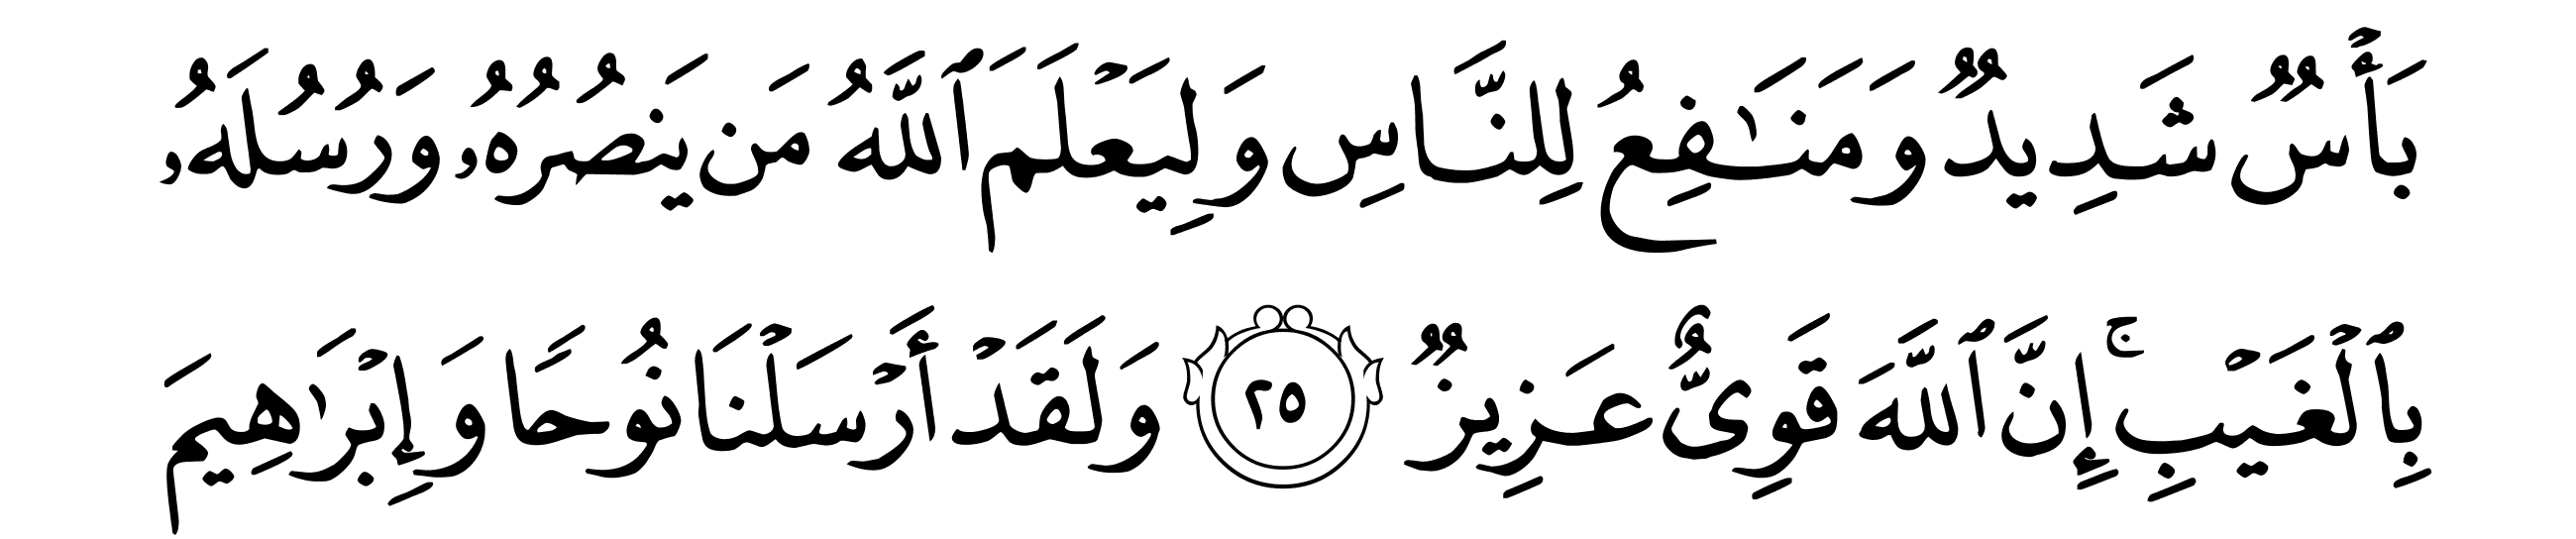 بَأۡسٌ شَدِيدٌ وَمَنَٰفِعُ لِلنَّاسِ وَلِيَعۡلَمَ ٱللَّهُ مَن يَنصُرُهُۥ وَرُسُلَهُۥ
بِٱلۡغَيۡبِۚ إِنَّ ٱللَّهَ قَوِيٌّ عَزِيزٌ ٢٥ وَلَقَدۡ أَرۡسَلۡنَا نُوحًا وَإِبۡرَٰهِيمَ